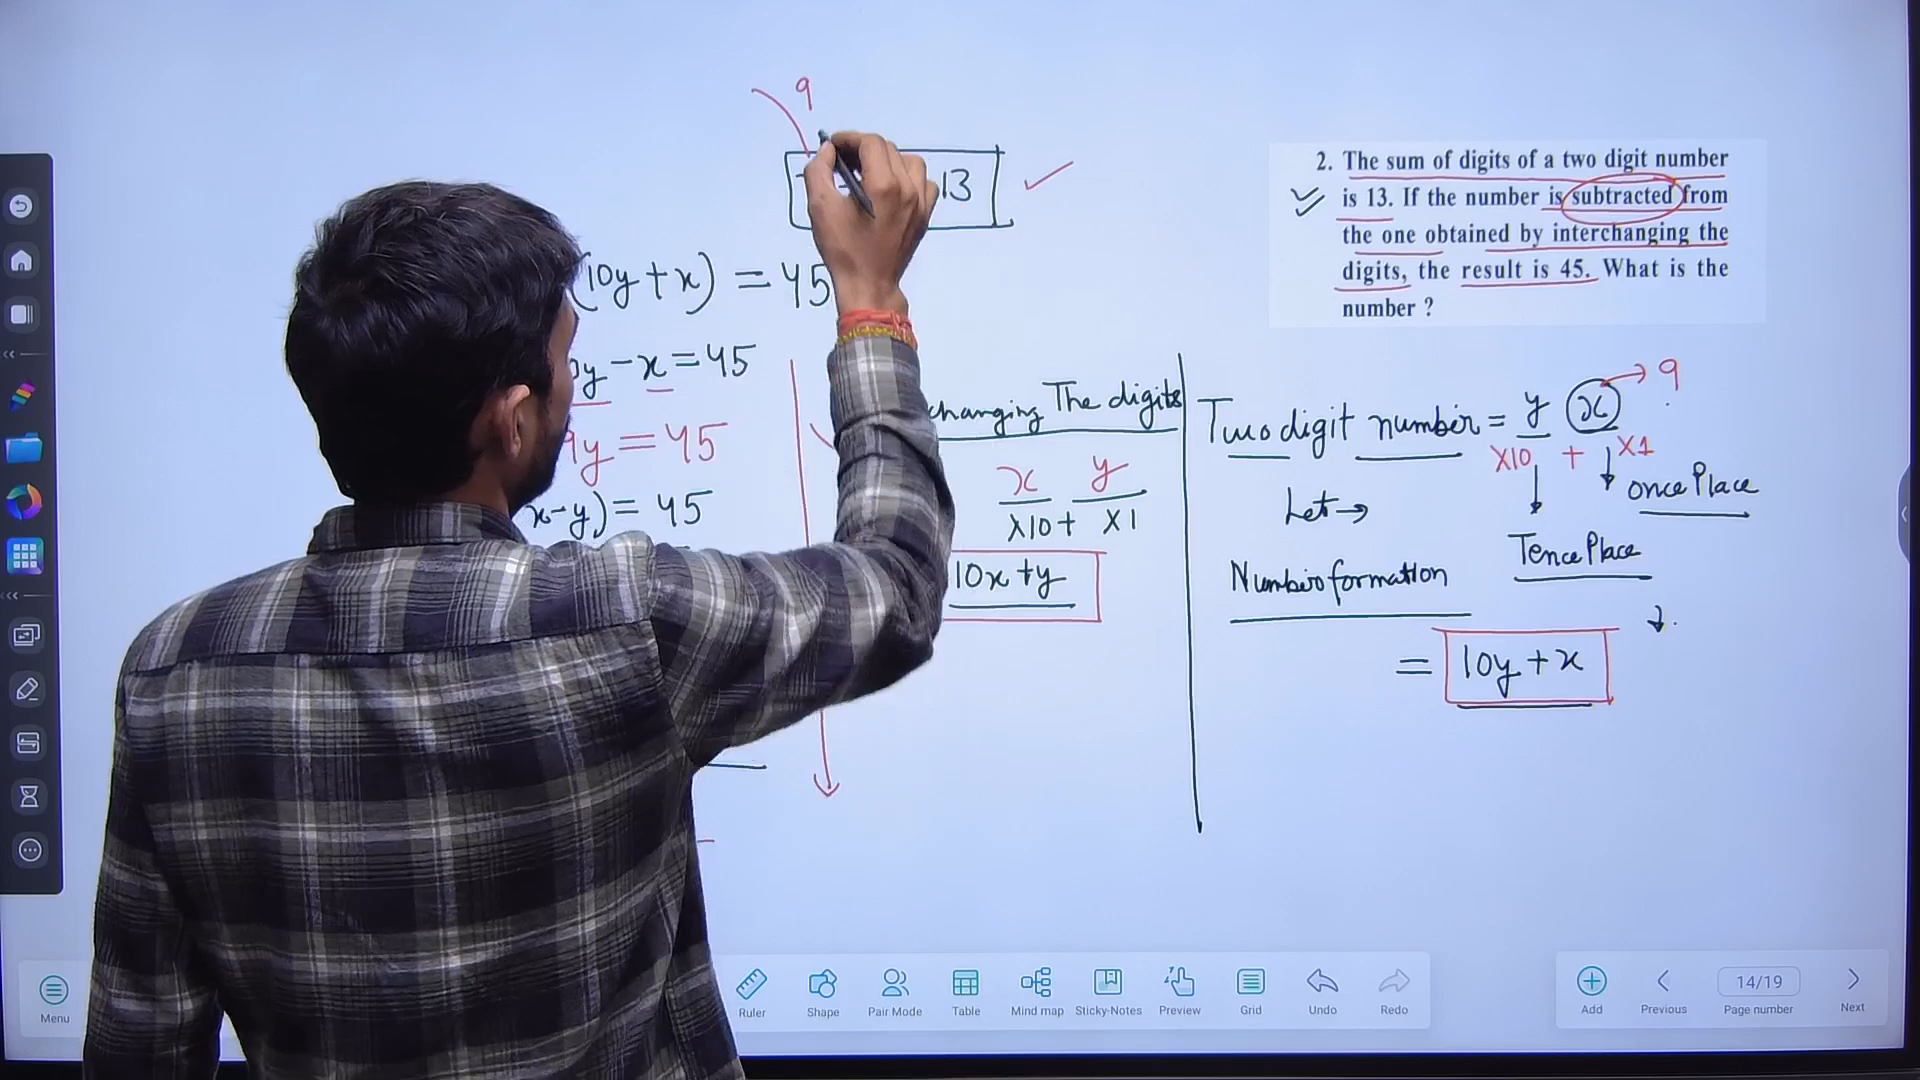 9
13
(10y+x) = 45
y - x = 45
9y = 45
x-y) = 45
changing The digits
x y
X10 + X1
10x+y
2. The sum of digits of a two digit number
is 13. If the number is subtracted from
the one obtained by interchanging the
digits, the result is 45. What is the
number ?
Two digit number = y x → 9
X10 + X1
Let →
once Place
Tence Place
Number formation
= 10y + x
Menu
Ruler
Shape
Pair Mode
Table
Mind map
Sticky-Notes
Preview
Grid
Undo
Redo
Add
Previous
14/19
Page number
Next